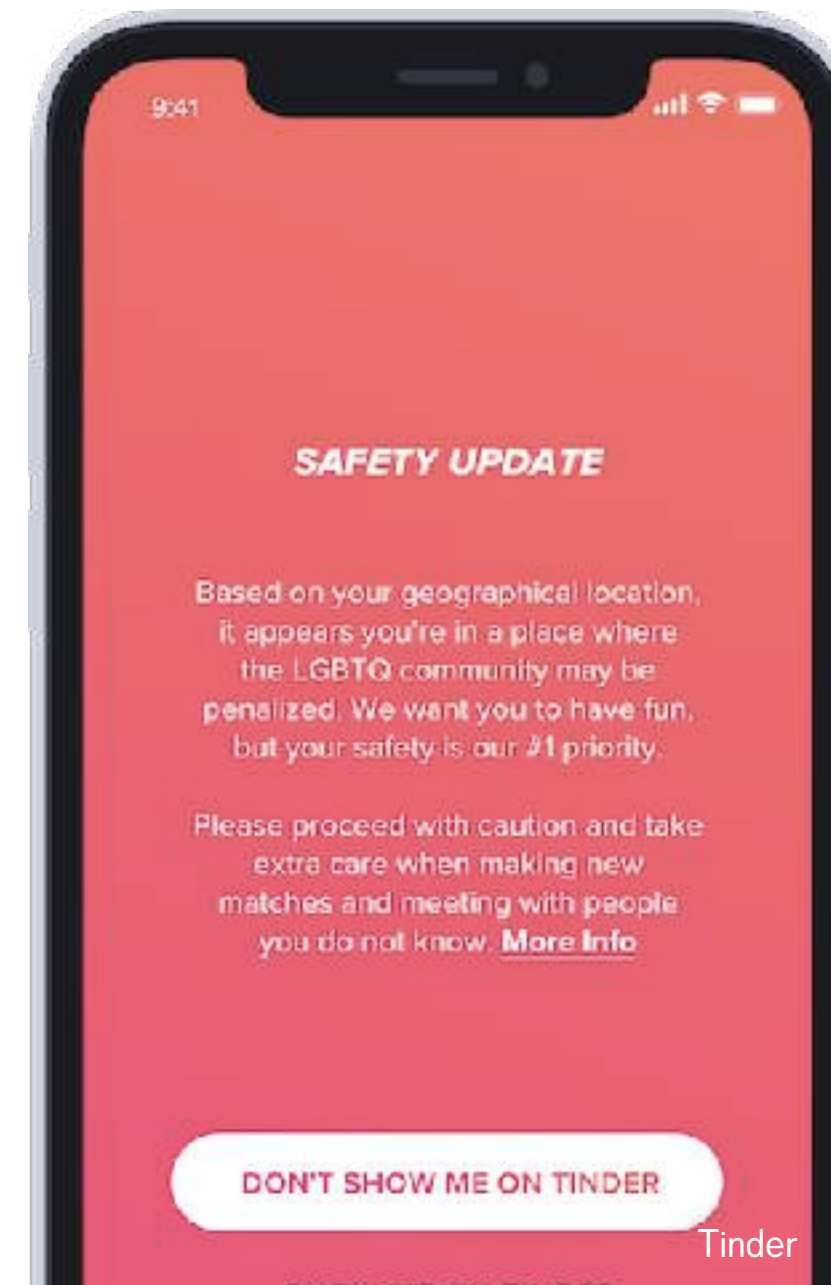 9:41
SAFETY UPDATE
Based on your geographical location,
it appears you're in a place where
the LGBTQ community may be
penalized. We want you to have fun,
but your safety is our #1 priority.
Please proceed with caution and take
extra care when making new
matches and meeting with people
you do not know. More Info
DON'T SHOW ME ON TINDER
Tinder